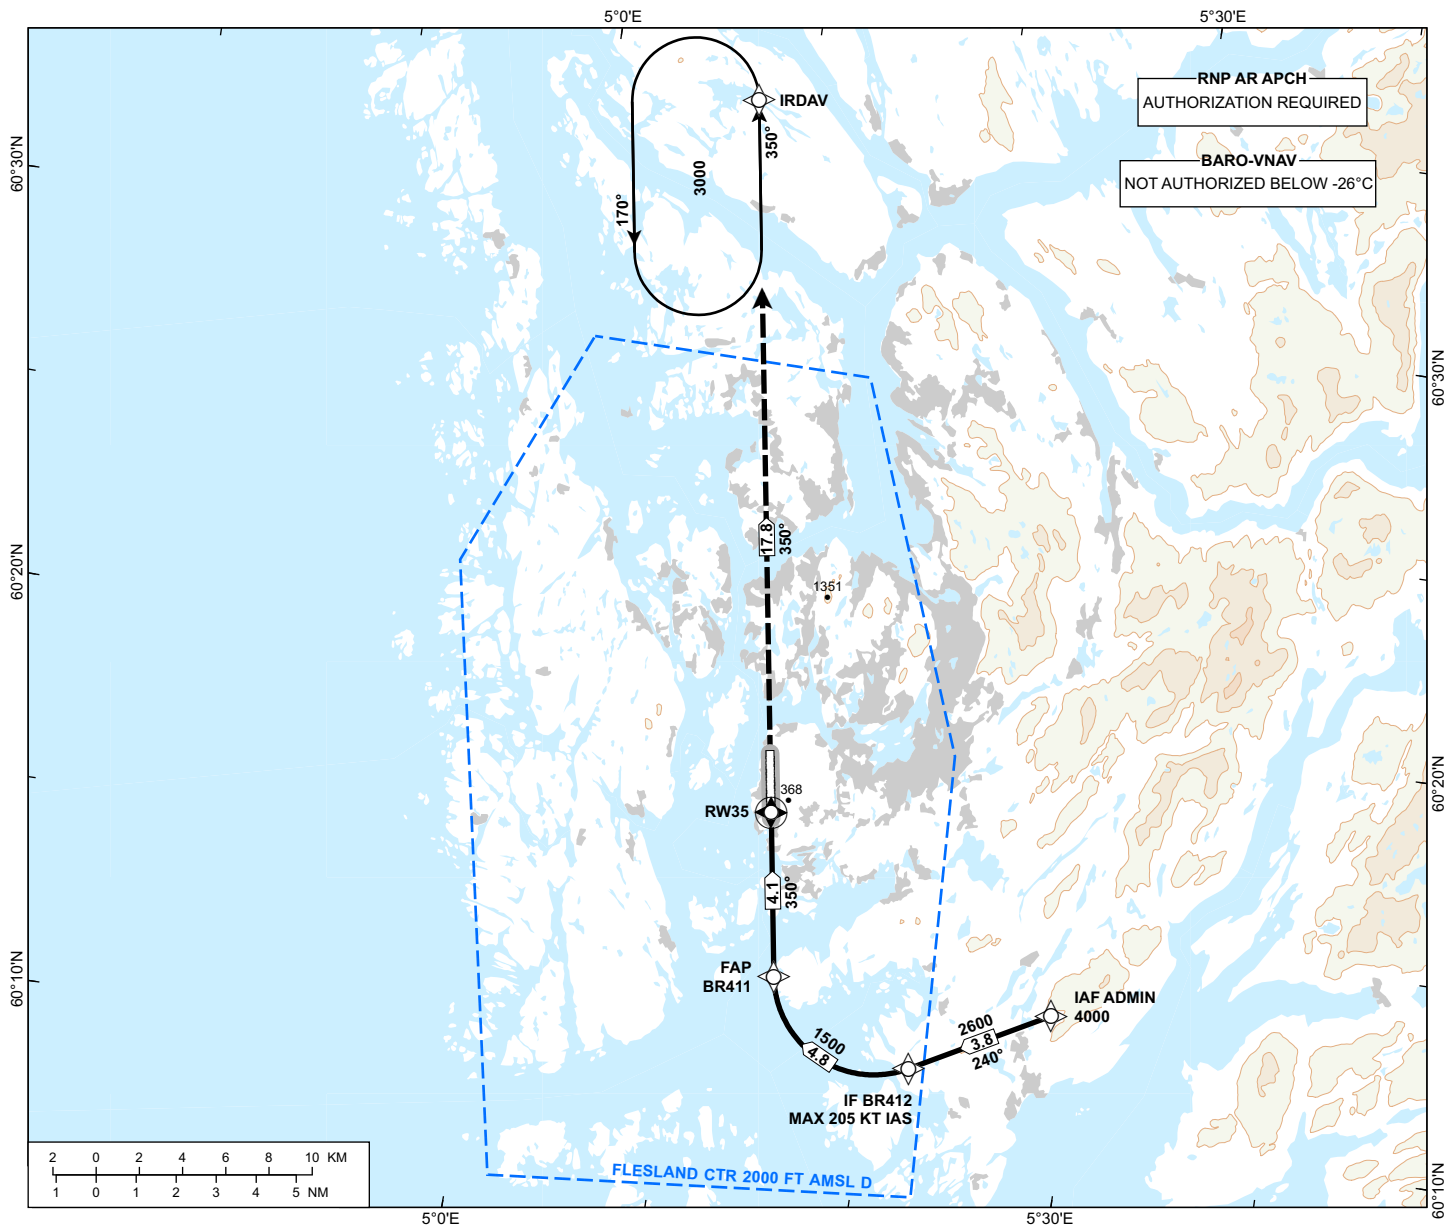 5°0'E
5°30'E
RNP AR APCH
AUTHORIZATION REQUIRED
IRDAV
350°
60°30'N
3000
BARO-VNAV
NOT AUTHORIZED BELOW -26°C
170°
60°30'N
17.8
350°
60°20'N
1351
368
RW35
60°20'N
4.1
350°
FAP
BR411
60°10'N
IAF ADMIN
4000
2600
3.8
240°
1500
4.8
IF BR412
MAX 205 KT IAS
2 0 2 4 6 8 10 KM
1 0 1 2 3 4 5 NM
FLESLAND CTR 2000 FT AMSL D
60°10'N
5°0'E
5°30'E